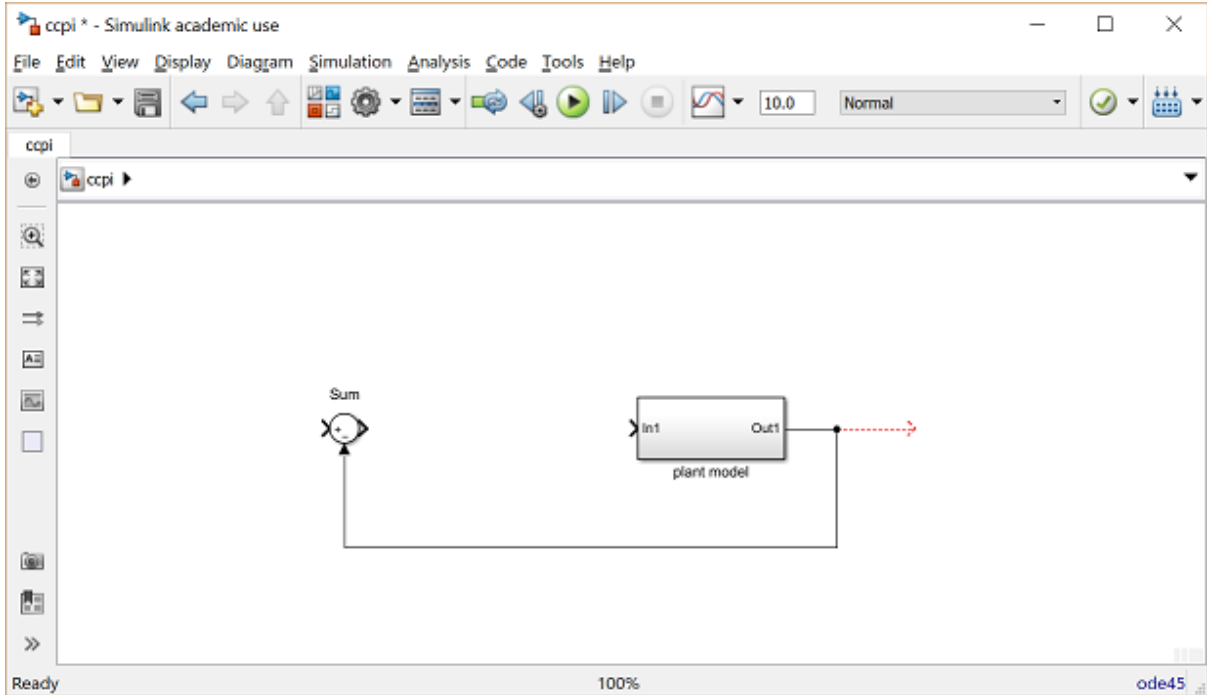 ccpi * - Simulink academic use
File Edit View Display Diagram Simulation Analysis Code Tools Help
10.0 Normal
ccpi
ccpi
Sum
+
-
In1 Out1
plant model
Ready 100% ode45